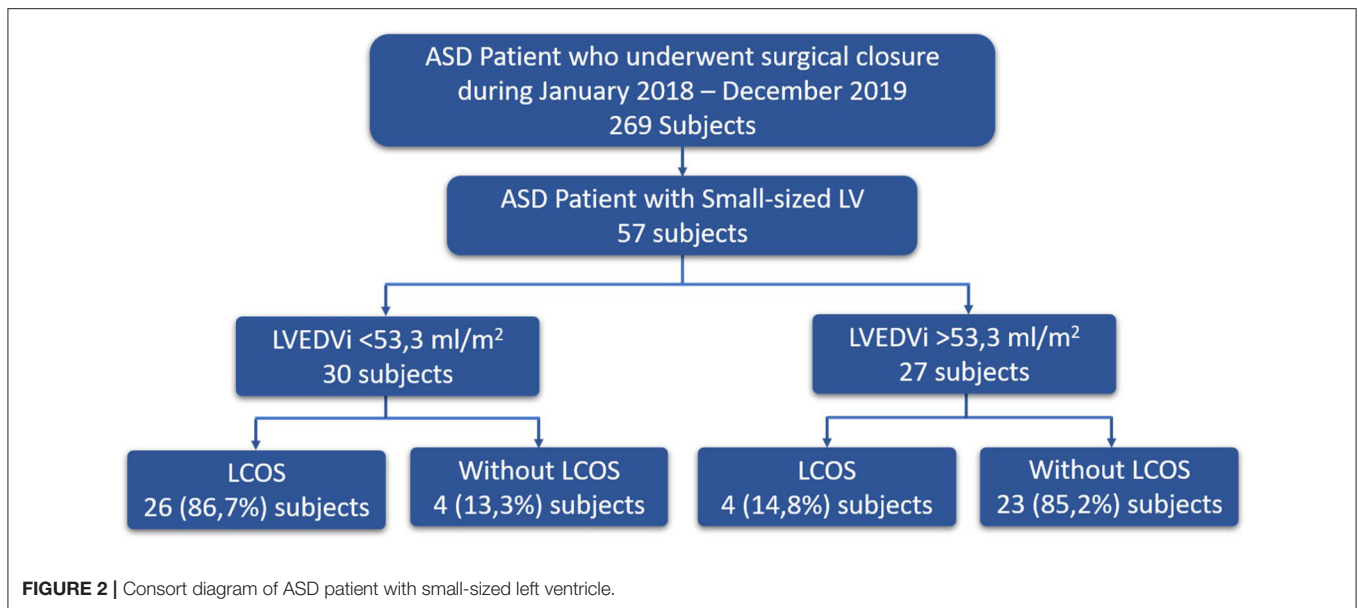 ASD Patient who underwent surgical closure
during January 2018 – December 2019
269 Subjects
ASD Patient with Small-sized LV
57 subjects
LVEDVi <53,3 ml/m²
30 subjects
LVEDVi >53,3 ml/m²
27 subjects
LCOS
26 (86,7%) subjects
Without LCOS
4 (13,3%) subjects
LCOS
4 (14,8%) subjects
Without LCOS
23 (85,2%) subjects
FIGURE 2 | Consort diagram of ASD patient with small-sized left ventricle.